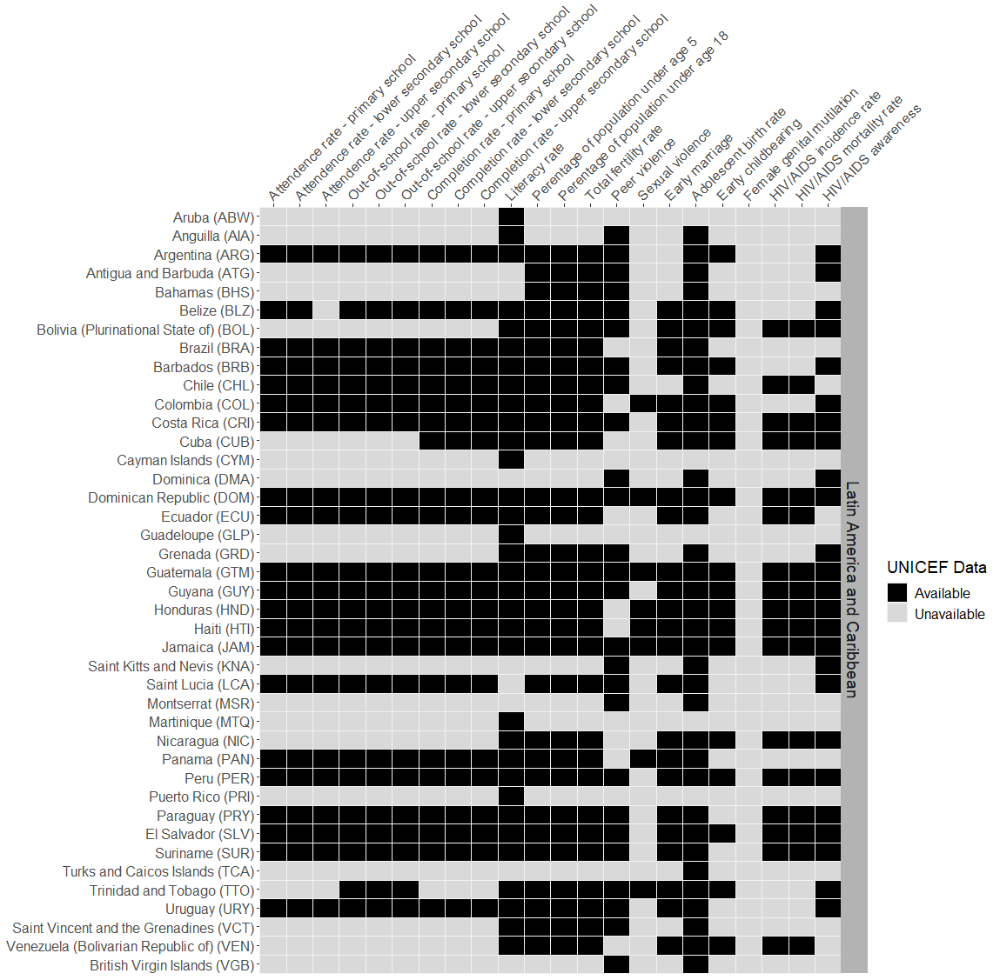 Attendence rate - primary school
Attendence rate - lower secondary school
Attendence rate - upper secondary school
Out-of-school rate - primary school
Out-of-school rate - lower secondary school
Out-of-school rate - upper secondary school
Completion rate - primary school
Completion rate - lower secondary school
Completion rate - upper secondary school
Literacy rate
Perentage of population under age 5
Perentage of population under age 18
Total fertility rate
Peer violence
Sexual violence
Early marriage
Adolescent birth rate
Early childbearing
Female genital mutilation
HIV/AIDS incidence rate
HIV/AIDS mortality rate
HIV/AIDS awareness
Aruba (ABW)
Anguilla (AIA)
Argentina (ARG)
Antigua and Barbuda (ATG)
Bahamas (BHS)
Belize (BLZ)
Bolivia (Plurinational State of) (BOL)
Brazil (BRA)
Barbados (BRB)
Chile (CHL)
Colombia (COL)
Costa Rica (CRI)
Cuba (CUB)
Cayman Islands (CYM)
Dominica (DMA)
Dominican Republic (DOM)
Ecuador (ECU)
Guadeloupe (GLP)
Grenada (GRD)
Guatemala (GTM)
Guyana (GUY)
Honduras (HND)
Haiti (HTI)
Jamaica (JAM)
Saint Kitts and Nevis (KNA)
Saint Lucia (LCA)
Montserrat (MSR)
Martinique (MTQ)
Nicaragua (NIC)
Panama (PAN)
Peru (PER)
Puerto Rico (PRI)
Paraguay (PRY)
El Salvador (SLV)
Suriname (SUR)
Turks and Caicos Islands (TCA)
Trinidad and Tobago (TTO)
Uruguay (URY)
Saint Vincent and the Grenadines (VCT)
Venezuela (Bolivarian Republic of) (VEN)
British Virgin Islands (VGB)
Latin America and Caribbean
UNICEF Data
Available
Unavailable